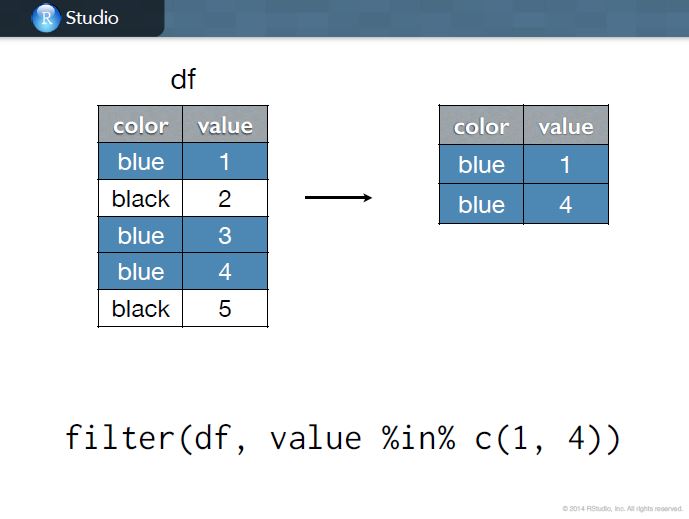 R Studio
df
color value
blue 1
black 2
blue 3
blue 4
black 5
color value
blue 1
blue 4
filter(df, value %in% c(1, 4))
© 2014 RStudio, Inc. All rights reserved.